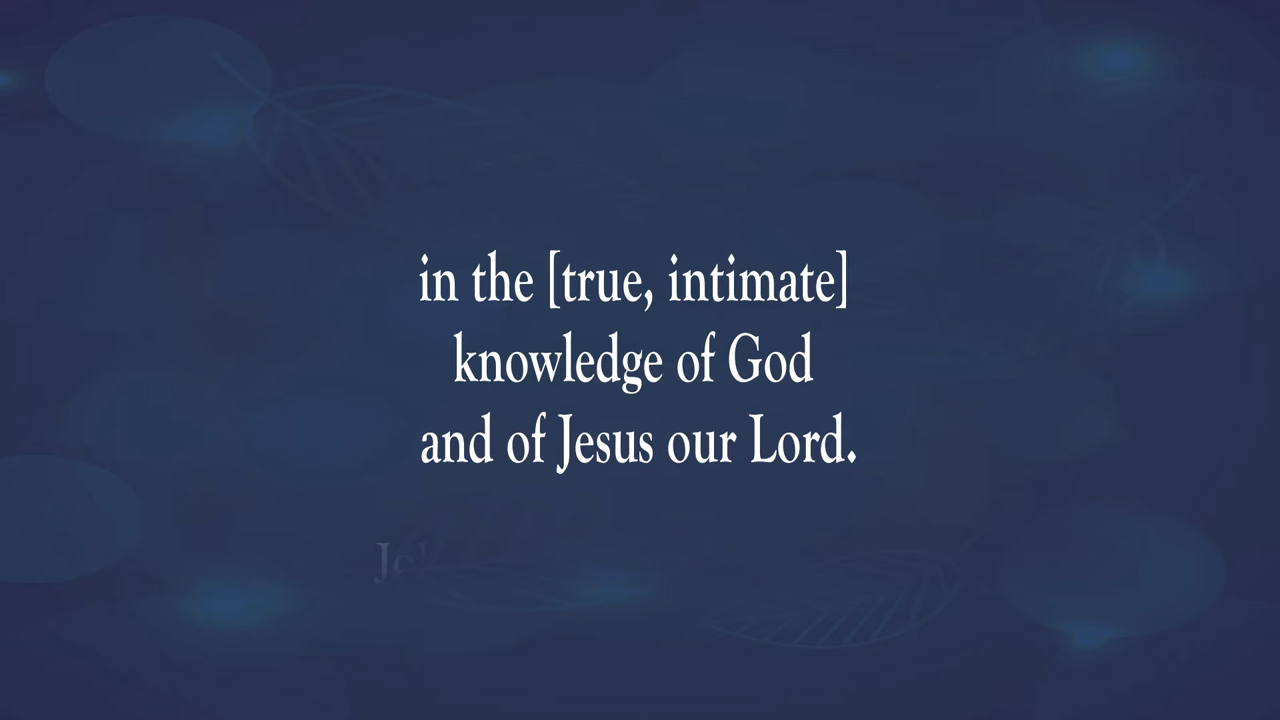 in the [true, intimate]
knowledge of God
and of Jesus our Lord.